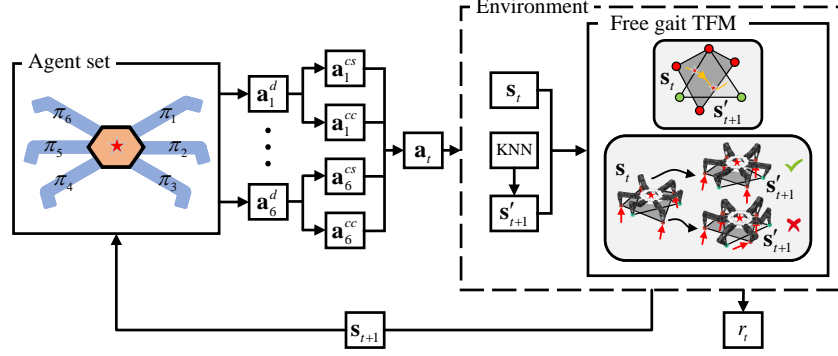 Environment
Agent set
Free gait TFM
π₆
π₁
π₅
π₂
π₄
π₃
a₁ᵈ
a₆ᵈ
a₁ᶜˢ
a₁ᶜᶜ
a₆ᶜˢ
a₆ᶜᶜ
aₜ
sₜ
KNN
s′ₜ₊₁
sₜ
s′ₜ₊₁
sₜ
s′ₜ₊₁
s′ₜ₊₁
sₜ₊₁
rₜ